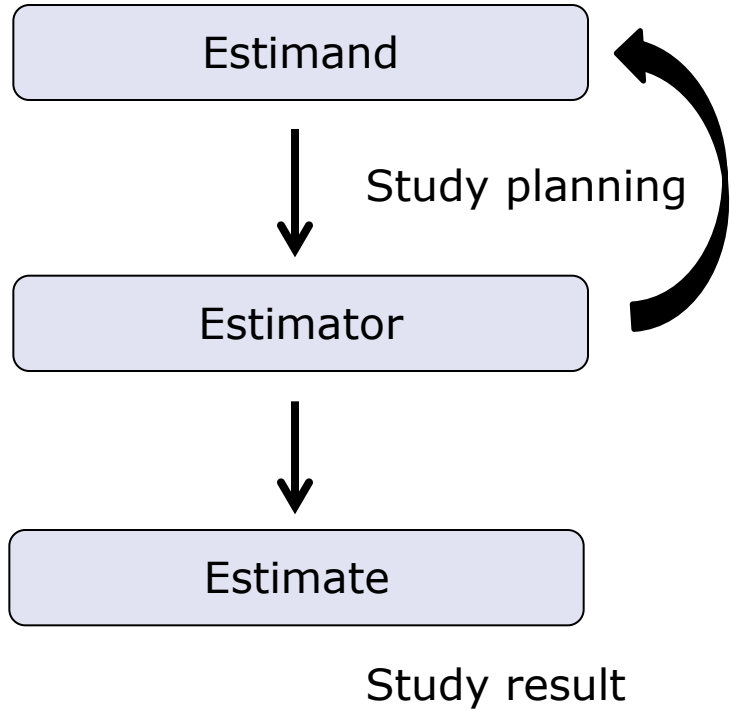 Estimand
Study planning
Estimator
Estimate
Study result